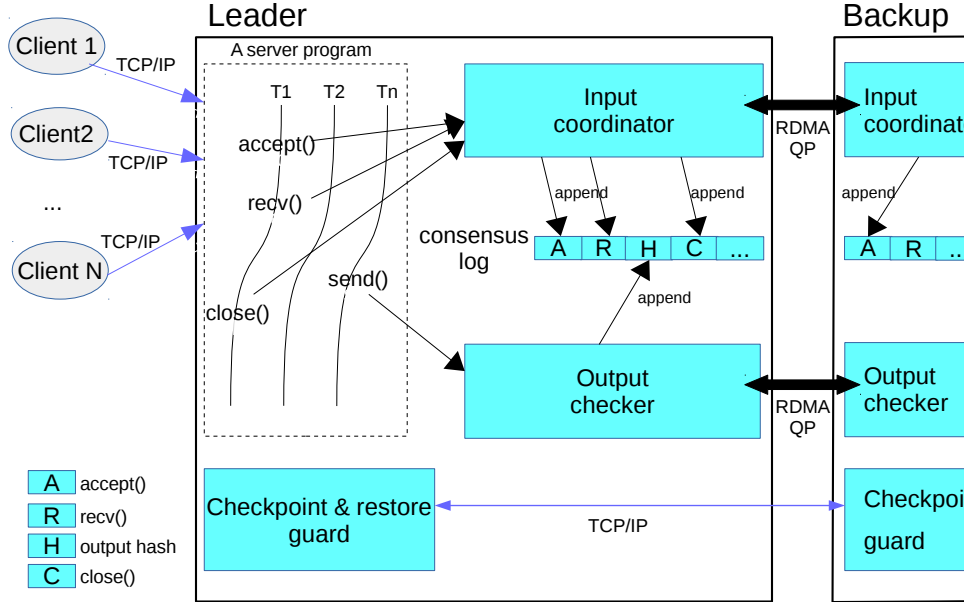 Leader
Backup
Client 1
TCP/IP
Client2
TCP/IP
...
TCP/IP
Client N
A server program
T1 T2 Tn
accept()
recv()
send()
close()
Input
coordinator
append
append
append
consensus
log
A R H C ...
append
Output
checker
RDMA
QP
RDMA
QP
Input
coordinat
append
A R ..
Output
checker
Checkpoint & restore
guard
TCP/IP
Checkpoi
guard
A accept()
R recv()
H output hash
C close()